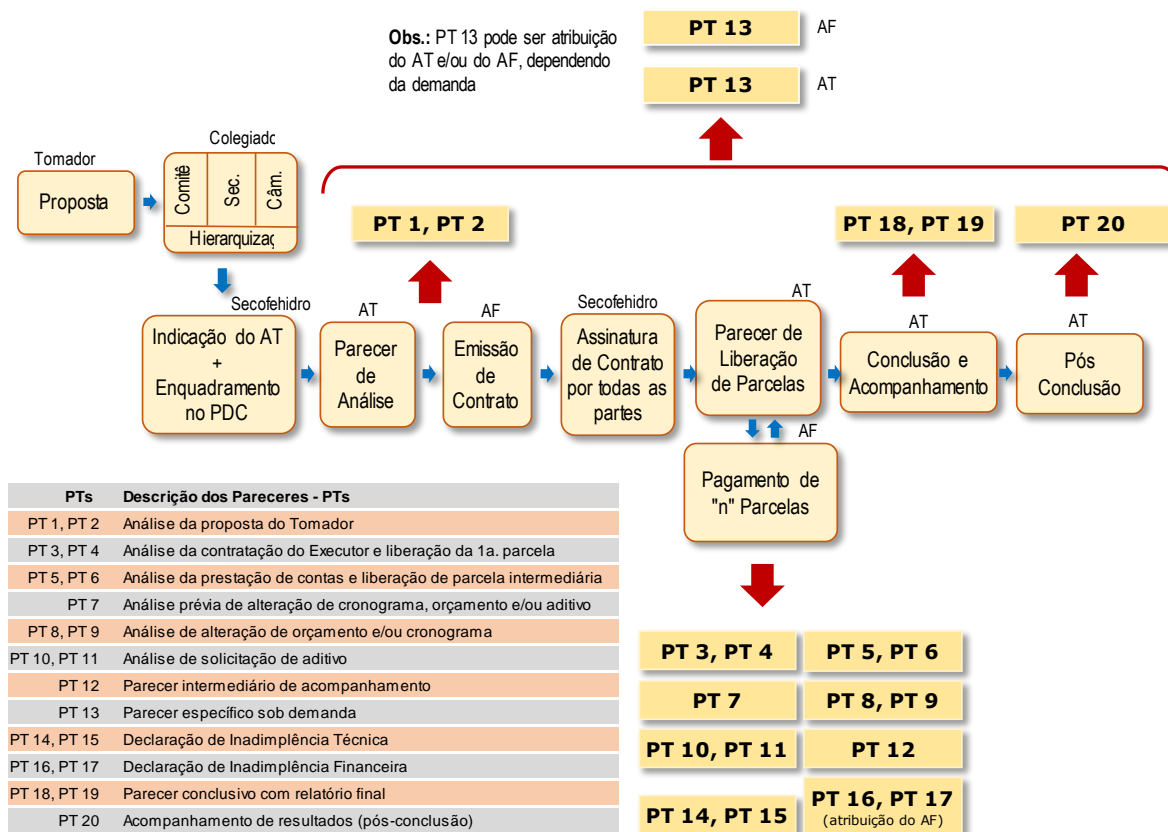 Obs.: PT 13 pode ser atribuição
do AT e/ou do AF, dependendo
da demanda
PT 13
AF
PT 13
AT
Tomador
Proposta
Colegiado
Comitê
Sec.
Câm.
Hierarquizaç
PT 1, PT 2
PT 18, PT 19
PT 20
Secofehidro
Indicação do AT
+
Enquadramento
no PDC
AT
Parecer
de
Análise
AF
Emissão
de
Contrato
Secofehidro
Assinatura
de Contrato
por todas as
partes
AT
Parecer de
Liberação
de Parcelas
AT
Conclusão e
Acompanhamento
AT
Pós
Conclusão
AF
Pagamento de
"n" Parcelas
PTs Descrição dos Pareceres - PTs
PT 1, PT 2 Análise da proposta do Tomador
PT 3, PT 4 Análise da contratação do Executor e liberação da 1a. parcela
PT 5, PT 6 Análise da prestação de contas e liberação de parcela intermediária
PT 7 Análise prévia de alteração de cronograma, orçamento e/ou aditivo
PT 8, PT 9 Análise de alteração de orçamento e/ou cronograma
PT 10, PT 11 Análise de solicitação de aditivo
PT 12 Parecer intermediário de acompanhamento
PT 13 Parecer específico sob demanda
PT 14, PT 15 Declaração de Inadimplência Técnica
PT 16, PT 17 Declaração de Inadimplência Financeira
PT 18, PT 19 Parecer conclusivo com relatório final
PT 20 Acompanhamento de resultados (pós-conclusão)
PT 3, PT 4
PT 5, PT 6
PT 7
PT 8, PT 9
PT 10, PT 11
PT 12
PT 14, PT 15
PT 16, PT 17
(atribuição do AF)